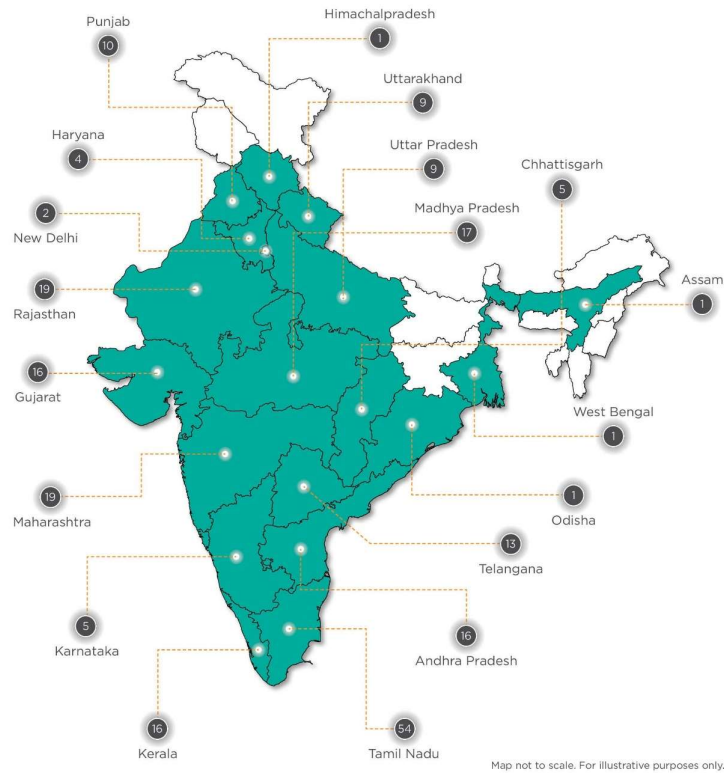 Himachalpradesh
1
Punjab
10
Uttarakhand
9
Haryana
4
Uttar Pradesh
9
Chhattisgarh
5
Madhya Pradesh
17
2
New Delhi
Assam
1
19
Rajasthan
16
Gujarat
West Bengal
1
19
Maharashtra
1
Odisha
13
Telangana
5
Karnataka
16
Andhra Pradesh
16
Kerala
54
Tamil Nadu
Map not to scale. For illustrative purposes only.